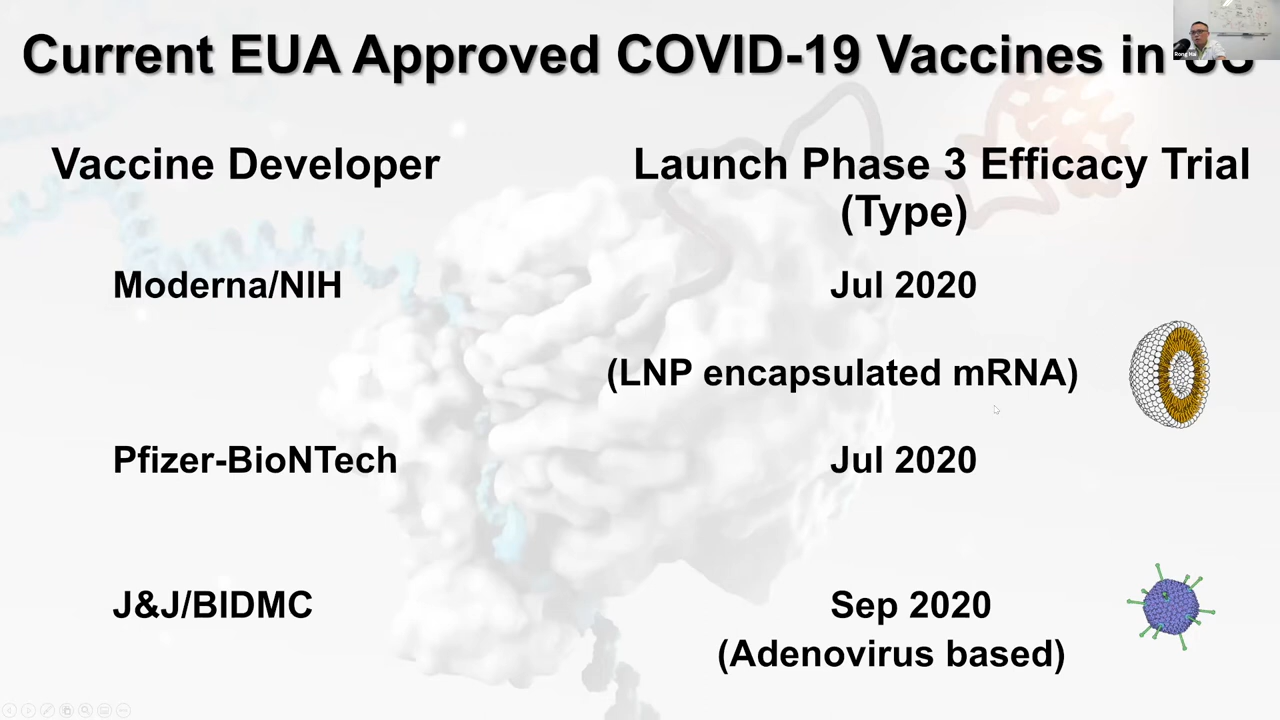 Current EUA Approved COVID-19 Vaccines in US
Vaccine Developer
Launch Phase 3 Efficacy Trial
(Type)
Moderna/NIH
Jul 2020
(LNP encapsulated mRNA)
Pfizer-BioNTech
Jul 2020
J&J/BIDMC
Sep 2020
(Adenovirus based)